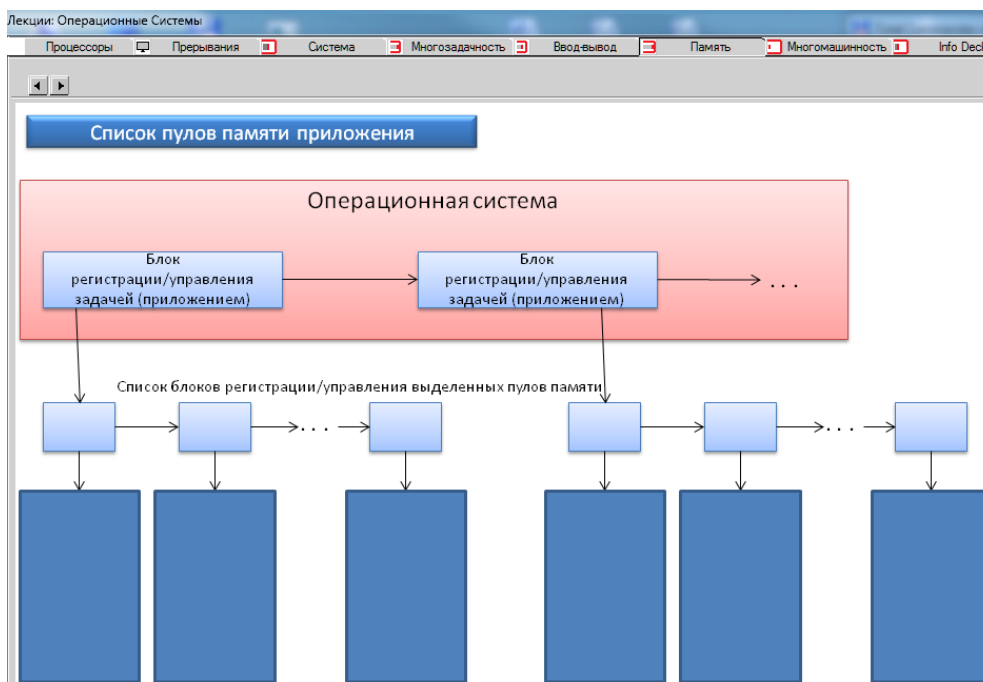 Лекции: Операционные Системы
Процессоры Прерывания Система Многозадачность Ввод-вывод Память Многомашинность Info Decl
Список пулов памяти приложения
Операционная система
Блок
регистрации/управления
задачей (приложением)
Блок
регистрации/управления
задачей (приложением)
. . .
Список блоков регистрации/управления выделенных пулов памяти
. . .
. . .